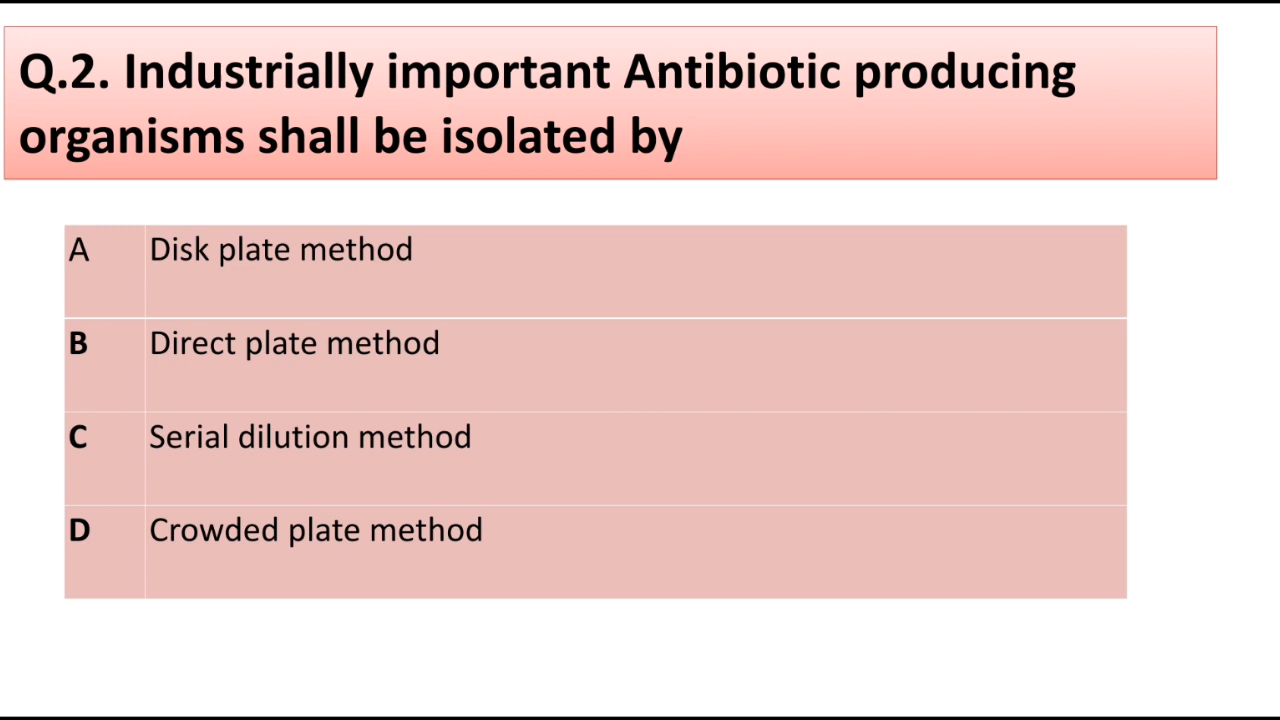 Q.2. Industrially important Antibiotic producing
organisms shall be isolated by
A Disk plate method
B Direct plate method
C Serial dilution method
D Crowded plate method